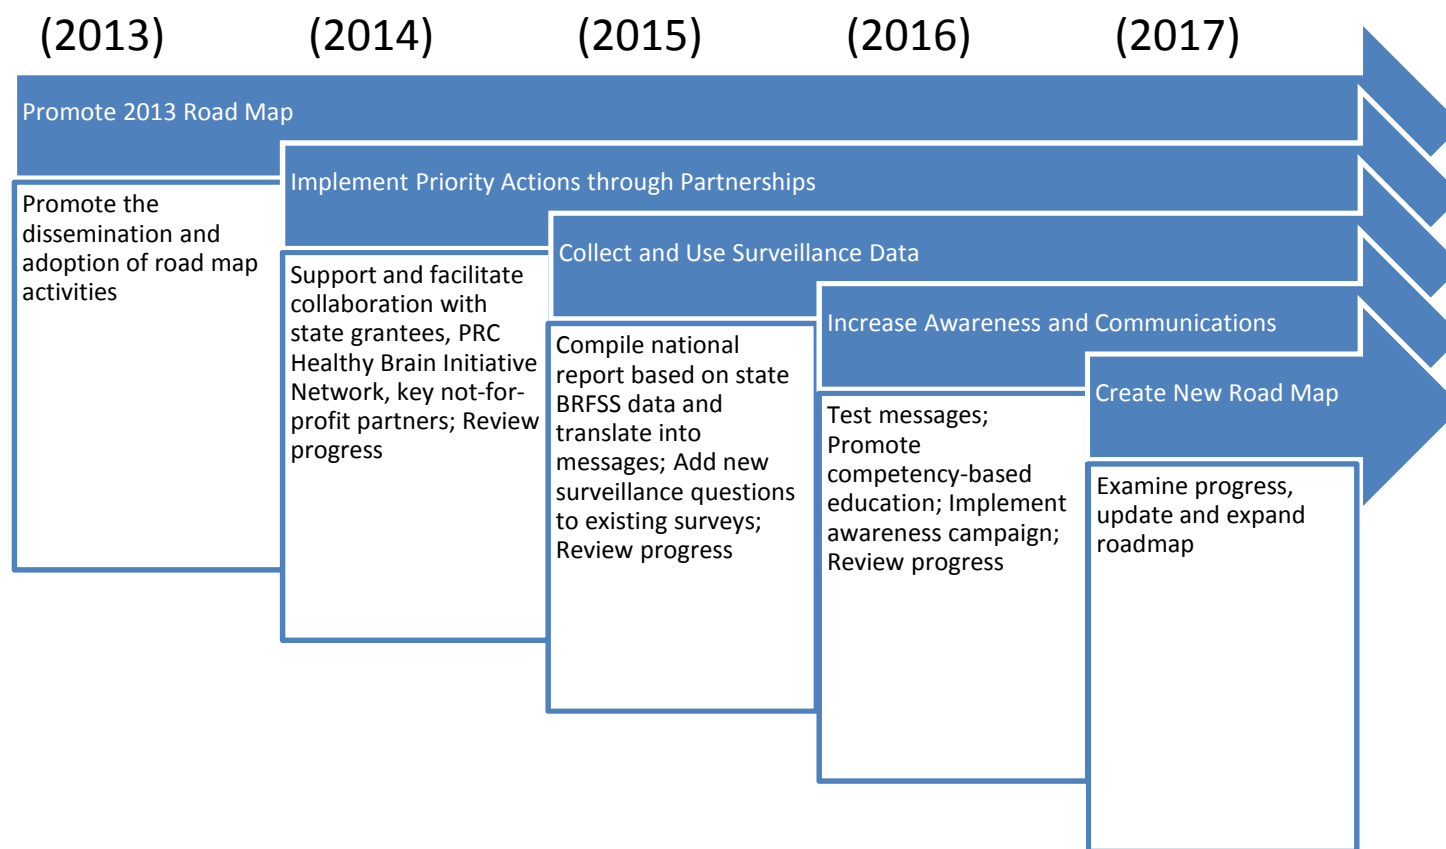 (2013)
(2014)
(2015)
(2016)
(2017)
Promote 2013 Road Map
Promote the
dissemination and
adoption of road map
activities
Implement Priority Actions through Partnerships
Support and facilitate
collaboration with
state grantees, PRC
Healthy Brain Initiative
Network, key not-for-
profit partners; Review
progress
Collect and Use Surveillance Data
Compile national
report based on state
BRFSS data and
translate into
messages; Add new
surveillance questions
to existing surveys;
Review progress
Increase Awareness and Communications
Test messages;
Promote
competency-based
education; Implement
awareness campaign;
Review progress
Create New Road Map
Examine progress,
update and expand
roadmap